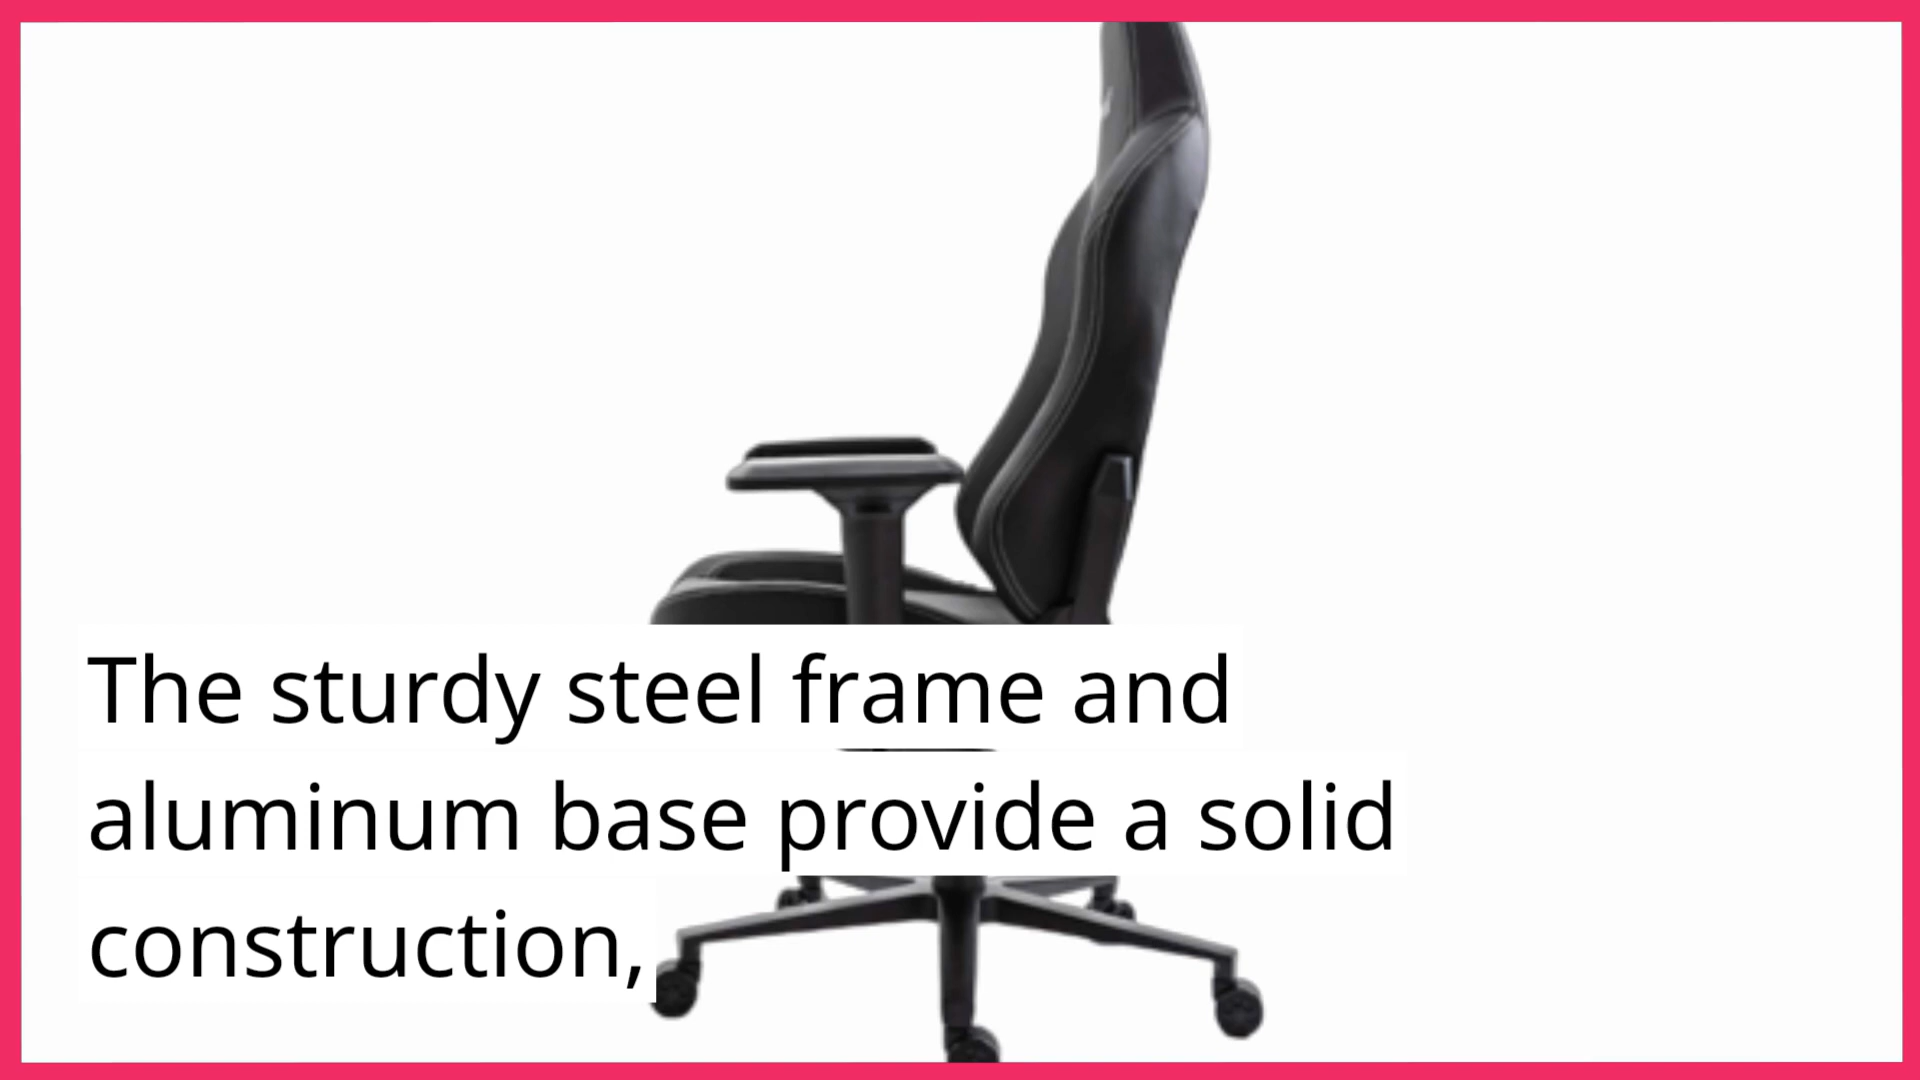 The sturdy steel frame and
aluminum base provide a solid
construction,